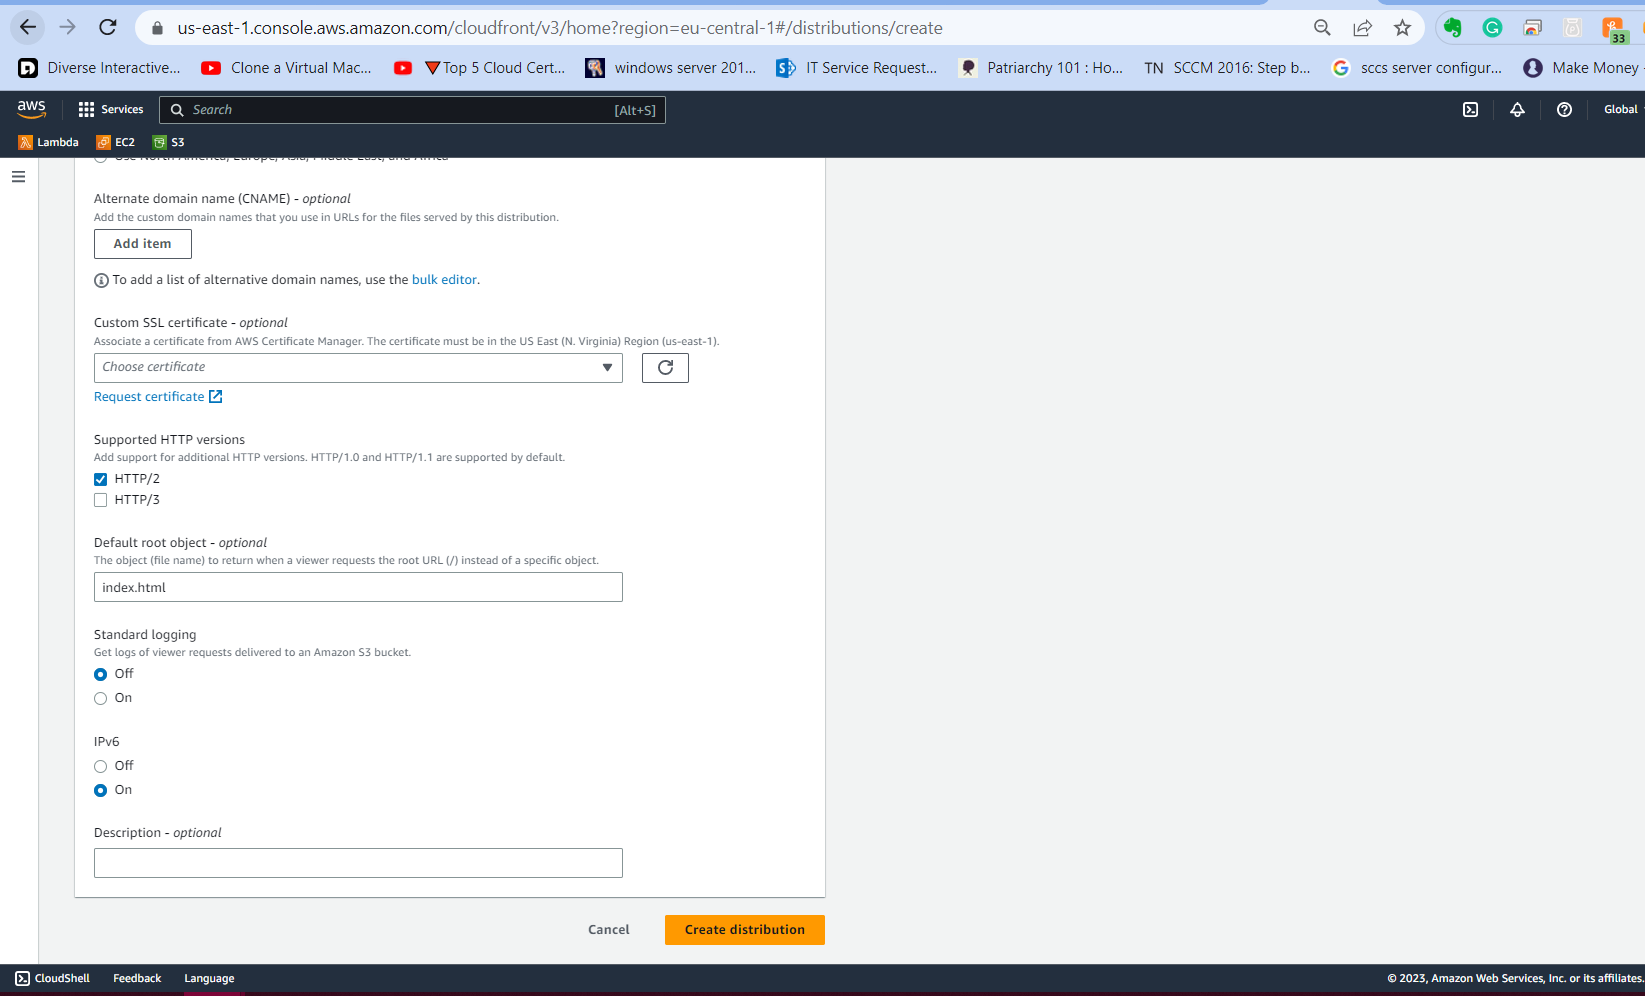 us-east-1.console.aws.amazon.com/cloudfront/v3/home?region=eu-central-1#/distributions/create
33
Diverse Interactive... Clone a Virtual Mac... Top 5 Cloud Cert... windows server 201... IT Service Request... Patriarchy 101 : Ho... TN SCCM 2016: Step b... sccs server configur... Make Money
aws Services Search [Alt+S] Global
Lambda EC2 S3
Use North America, Europe, Asia, Middle East, and Africa
Alternate domain name (CNAME) - optional
Add the custom domain names that you use in URLs for the files served by this distribution.
Add item
To add a list of alternative domain names, use the bulk editor.
Custom SSL certificate - optional
Associate a certificate from AWS Certificate Manager. The certificate must be in the US East (N. Virginia) Region (us-east-1).
Choose certificate
Request certificate
Supported HTTP versions
Add support for additional HTTP versions. HTTP/1.0 and HTTP/1.1 are supported by default.
HTTP/2
HTTP/3
Default root object - optional
The object (file name) to return when a viewer requests the root URL (/) instead of a specific object.
index.html
Standard logging
Get logs of viewer requests delivered to an Amazon S3 bucket.
Off
On
IPv6
Off
On
Description - optional
Cancel Create distribution
CloudShell Feedback Language © 2023, Amazon Web Services, Inc. or its affiliates.